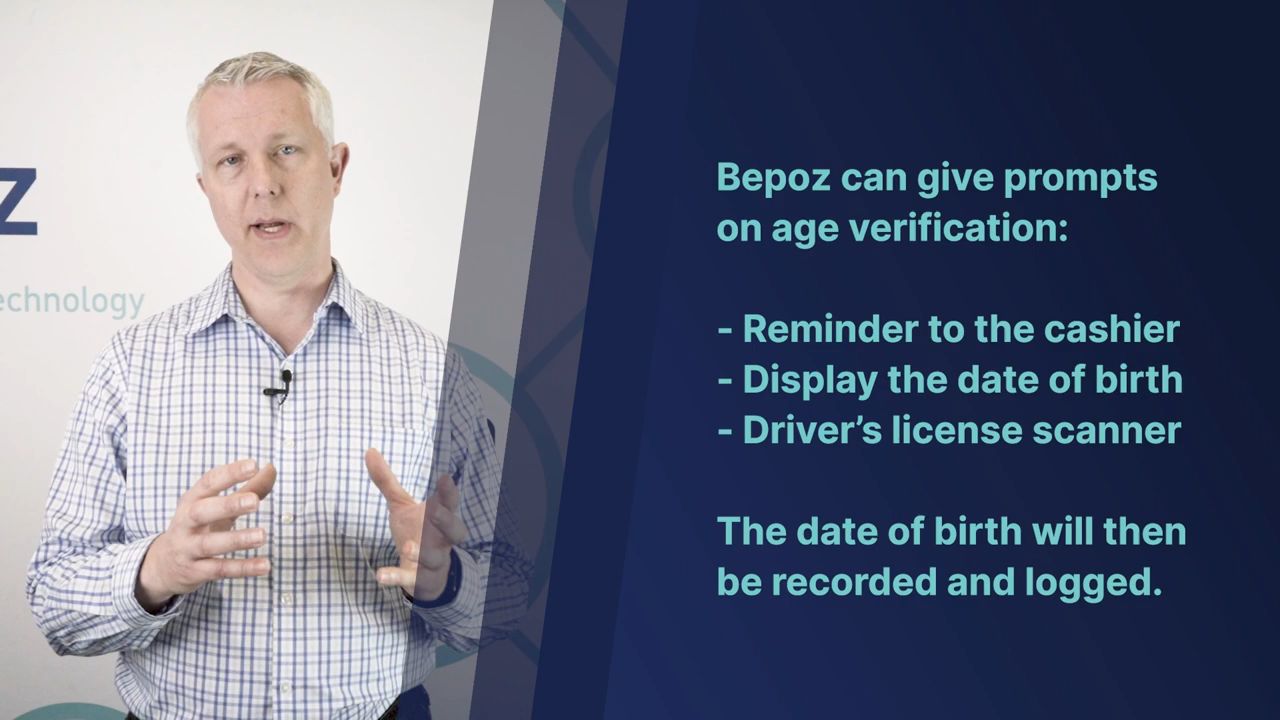 z
echnology
Bepoz can give prompts
on age verification:
- Reminder to the cashier
- Display the date of birth
- Driver’s license scanner
The date of birth will then
be recorded and logged.